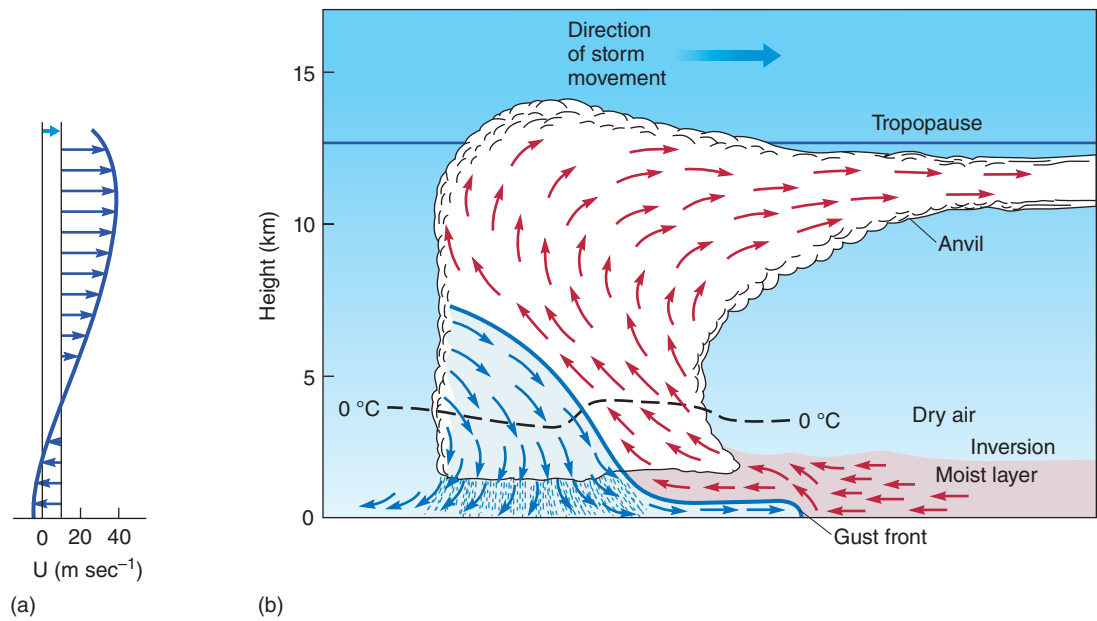 0 20 40
U (m sec⁻¹)
(a)
Direction
of storm
movement
15
10
5
0
Height (km)
Tropopause
Anvil
0 °C
0 °C
Dry air
Inversion
Moist layer
Gust front
(b)